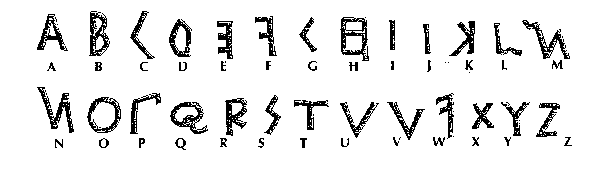 A B C D E F G H I J K L M
N O P Q R S T U V W X Y Z